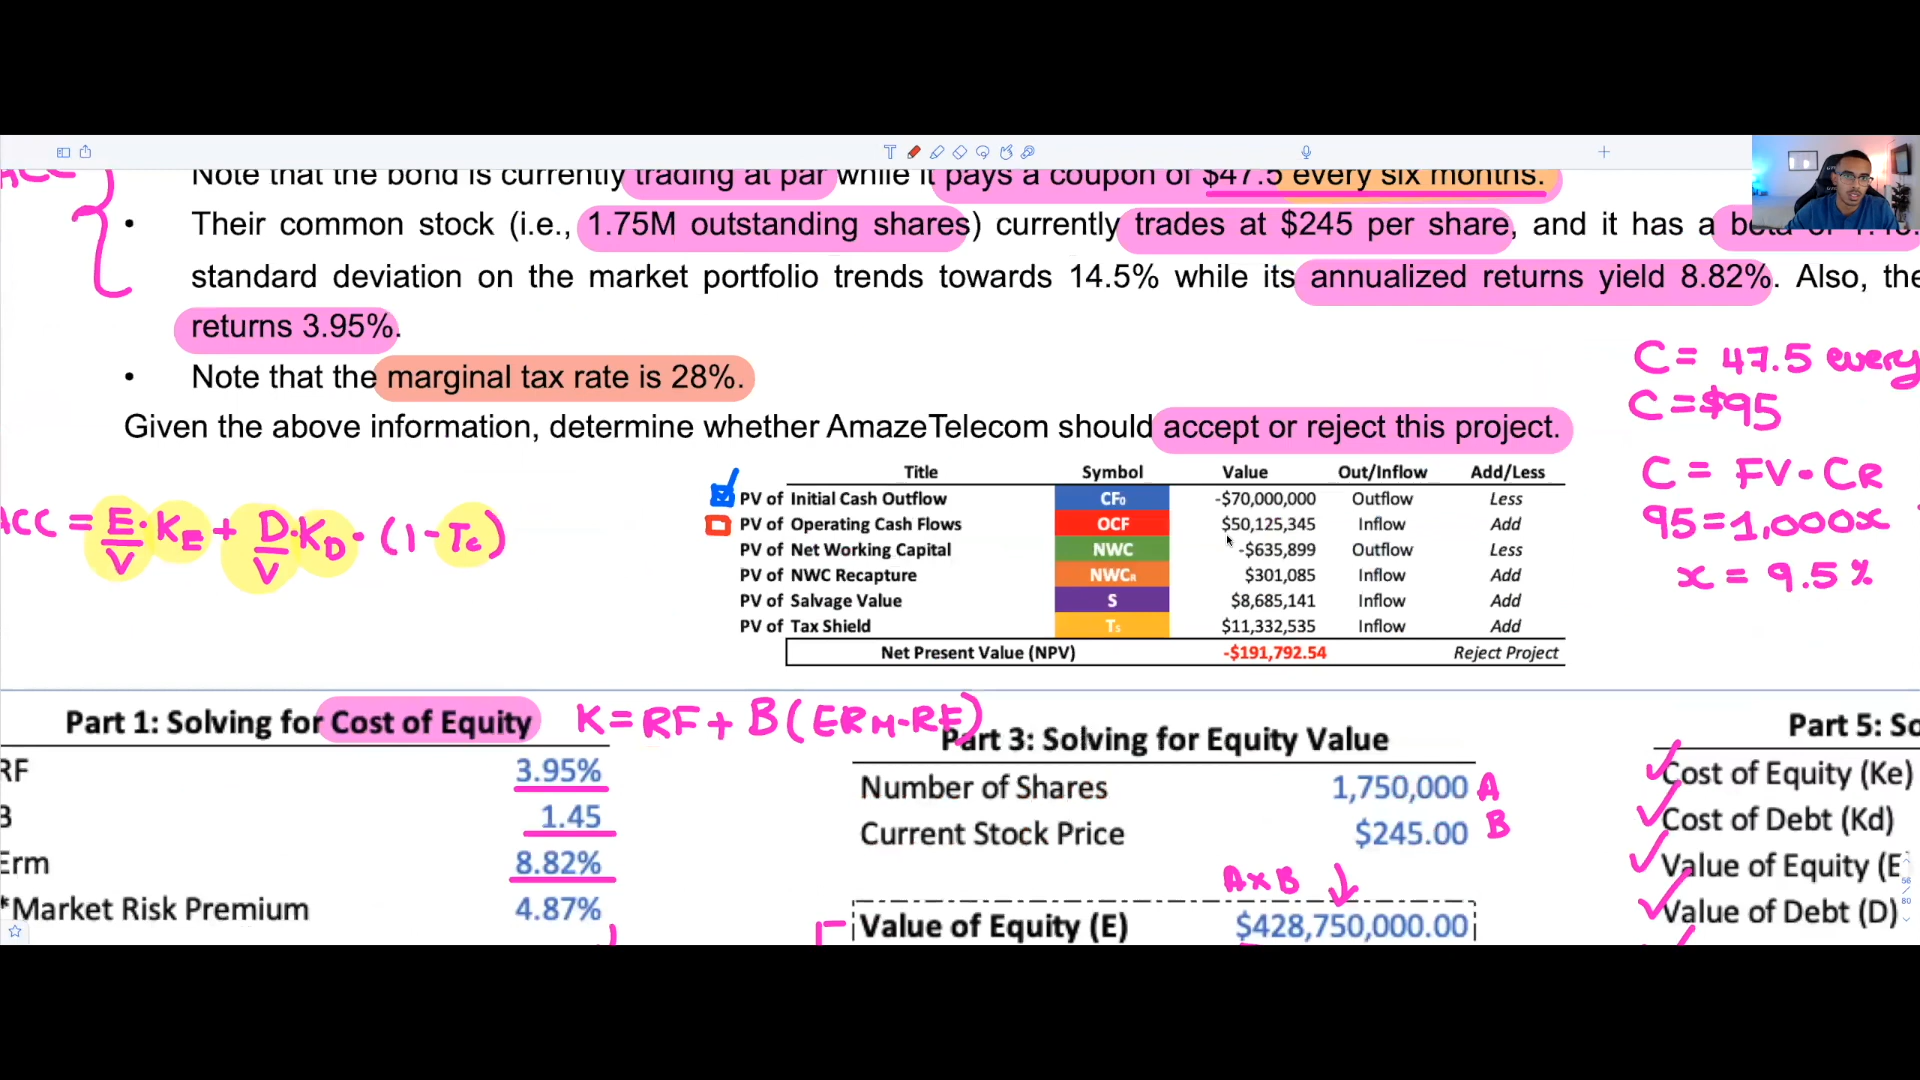 Note that the bond is currently trading at par while it pays a coupon of $47.5 every six months.
• Their common stock (i.e., 1.75M outstanding shares) currently trades at $245 per share, and it has a
standard deviation on the market portfolio trends towards 14.5% while its annualized returns yield 8.82%. Also, the
returns 3.95%.
• Note that the marginal tax rate is 28%.
Given the above information, determine whether AmazeTelecom should accept or reject this project.
C = 47.5 every
C = $95
C = FV · CR
95 = 1,000x
x = 9.5 %
ACC = E/V · KE + D/V · KD · (1 - Tc)
Title Symbol Value Out/Inflow Add/Less
PV of Initial Cash Outflow CF0 -$70,000,000 Outflow Less
PV of Operating Cash Flows OCF $50,125,345 Inflow Add
PV of Net Working Capital NWC -$635,899 Outflow Less
PV of NWC Recapture NWCR $301,085 Inflow Add
PV of Salvage Value S $8,685,141 Inflow Add
PV of Tax Shield Ts $11,332,535 Inflow Add
Net Present Value (NPV) -$191,792.54 Reject Project
Part 1: Solving for Cost of Equity
K = RF + B (ERM - RF)
RF 3.95%
B 1.45
Erm 8.82%
*Market Risk Premium 4.87%
Part 3: Solving for Equity Value
Number of Shares 1,750,000 A
Current Stock Price $245.00 B
A x B
Value of Equity (E) $428,750,000.00
Part 5: So
Cost of Equity (Ke)
Cost of Debt (Kd)
Value of Equity (E
Value of Debt (D)
56
/
80